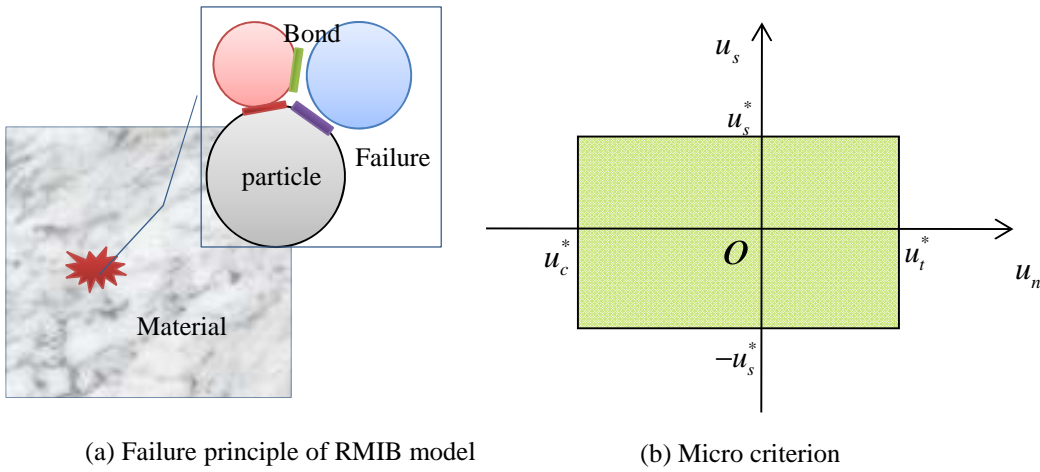 Bond
Failure
particle
Material
(a) Failure principle of RMIB model
u_s
u_s^*
u_c^*
O
u_t^*
u_n
-u_s^*
(b) Micro criterion